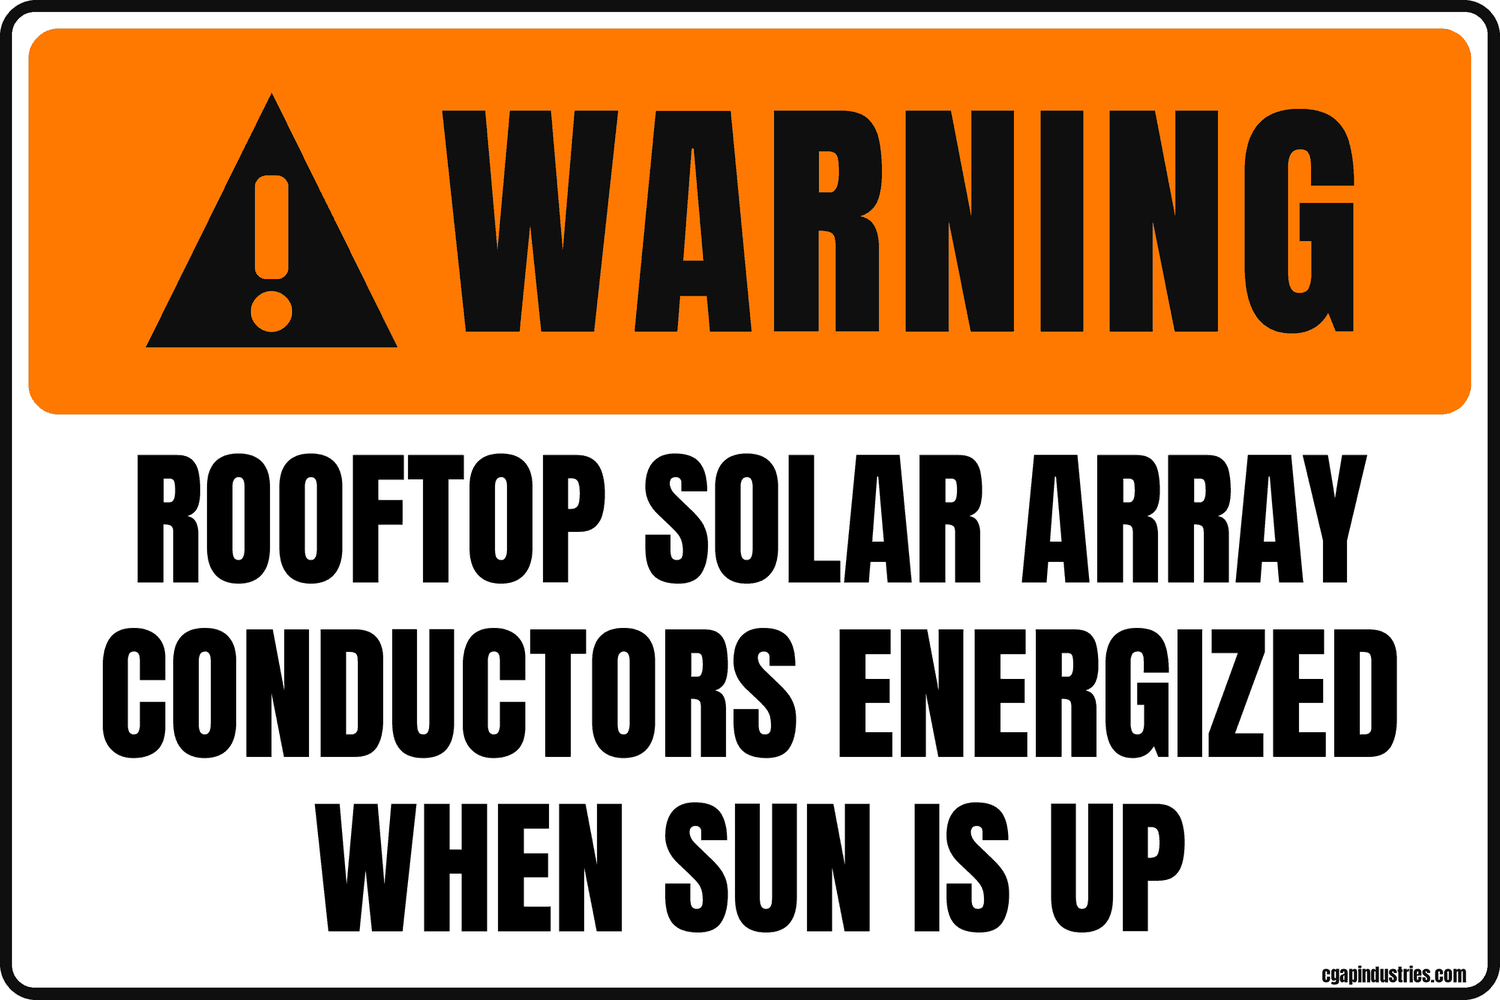 WARNING
ROOFTOP SOLAR ARRAY
CONDUCTORS ENERGIZED
WHEN SUN IS UP
cgapindustries.com